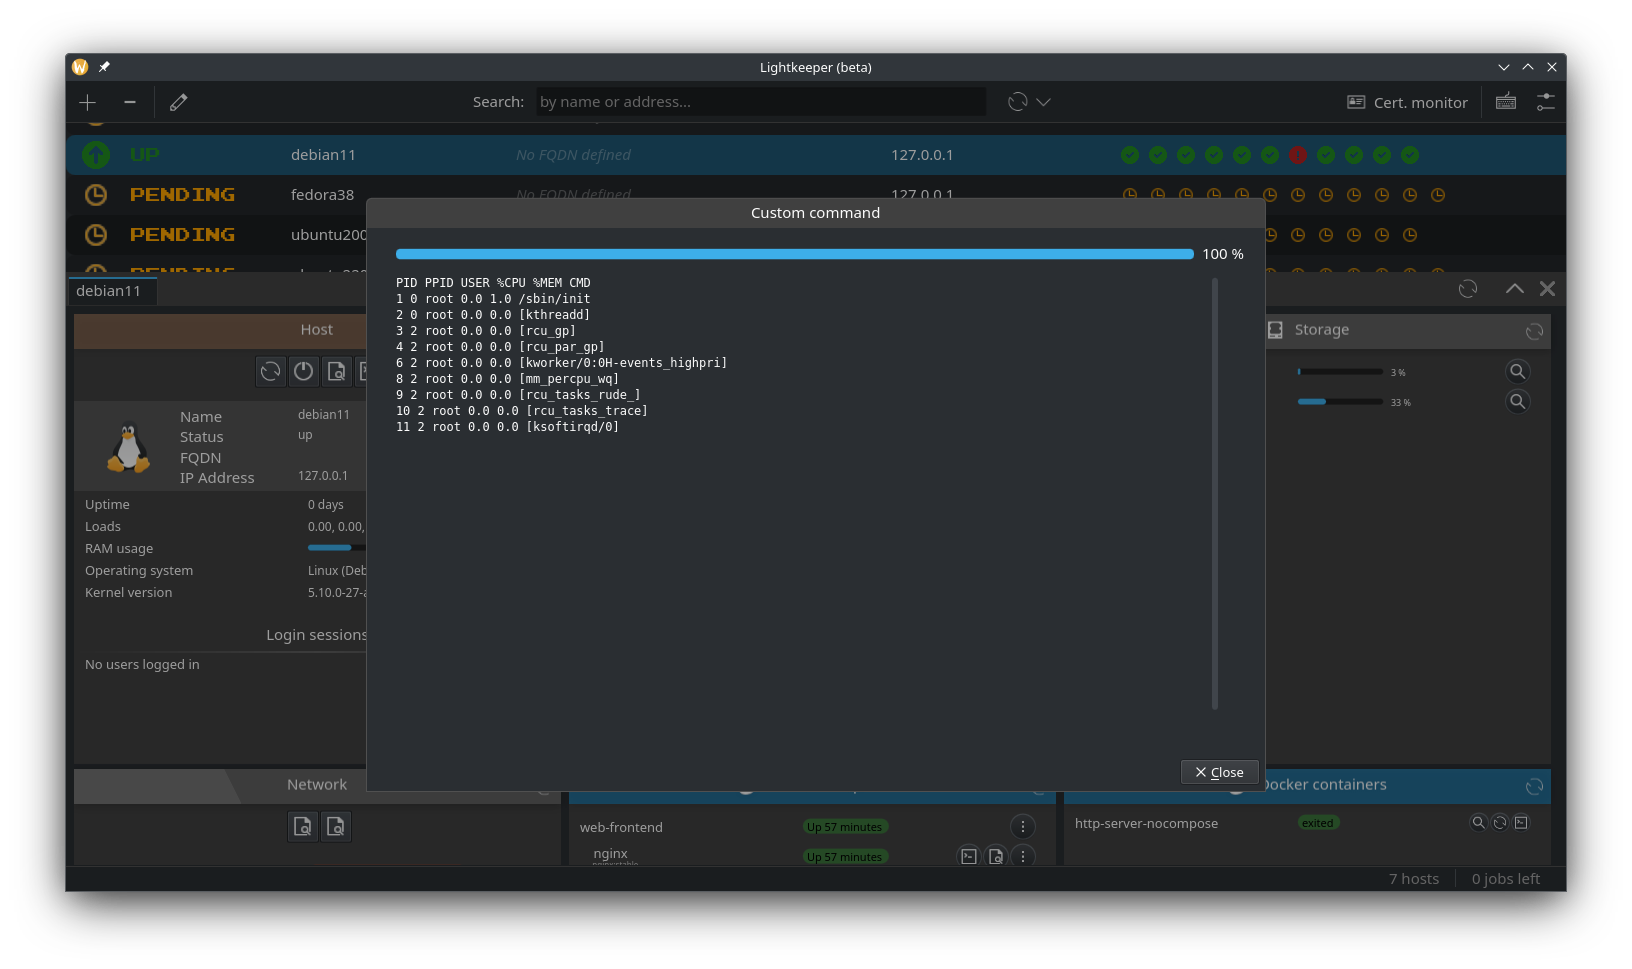 Lightkeeper (beta)
Search: by name or address... Cert. monitor
UP debian11 No FQDN defined 127.0.0.1
PENDING fedora38 No FQDN defined 127.0.0.1
PENDING ubuntu200
debian11
Custom command
100 %
PID PPID USER %CPU %MEM CMD
1 0 root 0.0 1.0 /sbin/init
2 0 root 0.0 0.0 [kthreadd]
3 2 root 0.0 0.0 [rcu_gp]
4 2 root 0.0 0.0 [rcu_par_gp]
6 2 root 0.0 0.0 [kworker/0:0H-events_highpri]
8 2 root 0.0 0.0 [mm_percpu_wq]
9 2 root 0.0 0.0 [rcu_tasks_rude_]
10 2 root 0.0 0.0 [rcu_tasks_trace]
11 2 root 0.0 0.0 [ksoftirqd/0]
Close
Host
Name debian11
Status up
FQDN
IP Address 127.0.0.1
Uptime 0 days
Loads 0.00, 0.00,
RAM usage
Operating system Linux (Deb
Kernel version 5.10.0-27-a
Login sessions
No users logged in
Storage
3 %
33 %
Network
web-frontend Up 57 minutes
nginx Up 57 minutes
nginx:stable
Docker containers
http-server-nocompose exited
7 hosts 0 jobs left